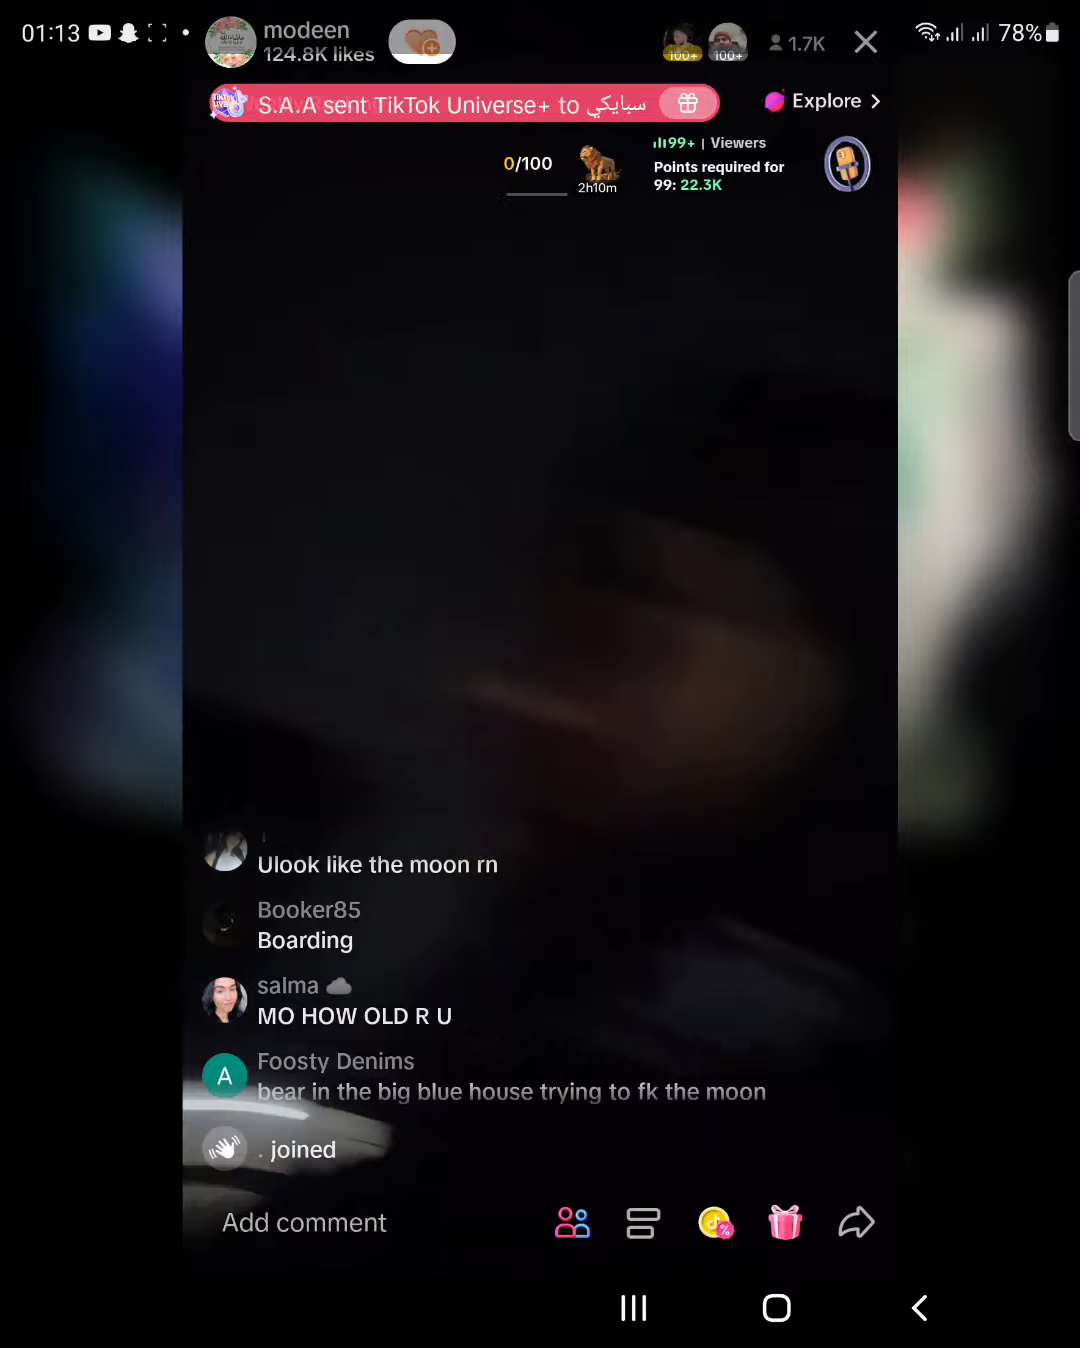 01:13
78%
modeen
124.8K likes
100+
100+
1.7K
S.A.A sent TikTok Universe+ to سبايكي
Explore
0/100
2h10m
99+ | Viewers
Points required for
99: 22.3K
Ulook like the moon rn
Booker85
Boarding
salma
MO HOW OLD R U
A
Foosty Denims
bear in the big blue house trying to fk the moon
. joined
Add comment